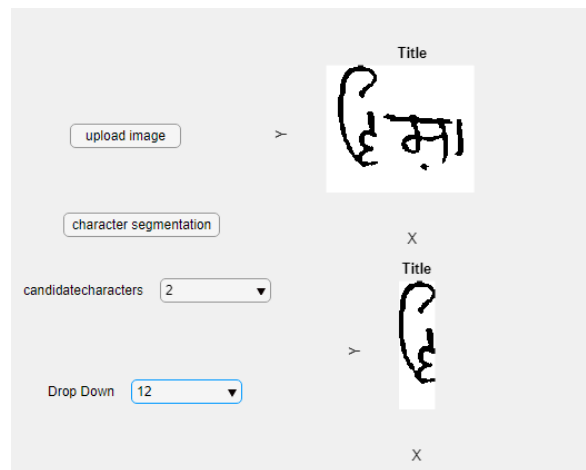 Title
upload image
Y
हिम़ा
character segmentation
X
Title
candidatecharacters 2
हि
Y
Drop Down 12
X